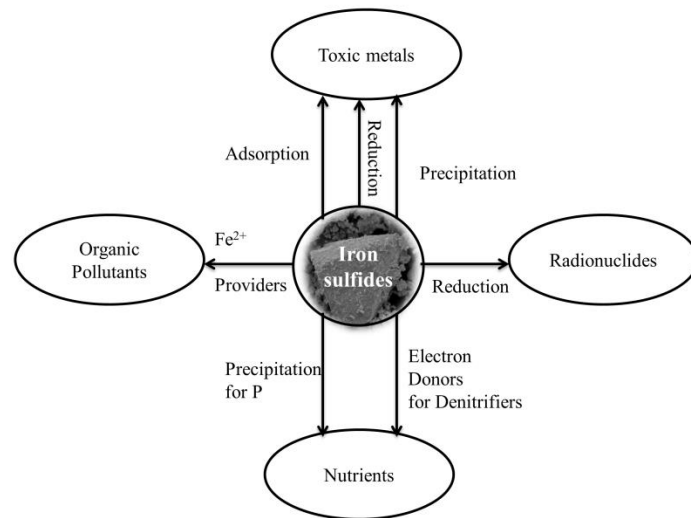 Toxic metals
Adsorption
Reduction
Precipitation
Organic
Pollutants
Fe²⁺
Providers
Iron
sulfides
Reduction
Radionuclides
Precipitation
for P
Electron
Donors
for Denitrifiers
Nutrients